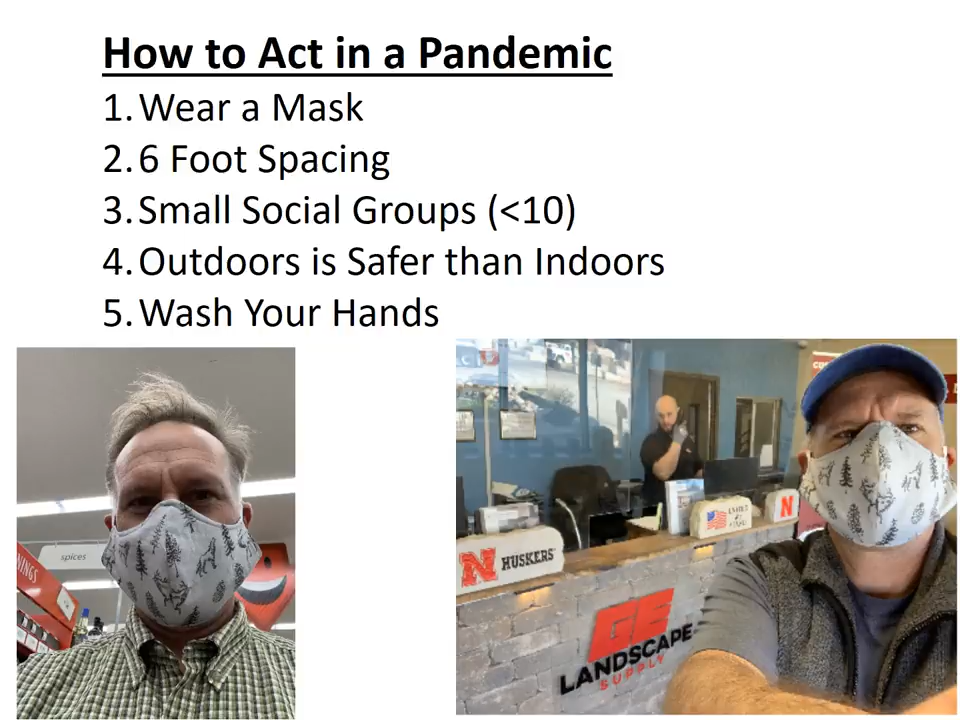 How to Act in a Pandemic
1. Wear a Mask
2. 6 Foot Spacing
3. Small Social Groups (<10)
4. Outdoors is Safer than Indoors
5. Wash Your Hands
spices
N HUSKERS
N
GE
LANDSCAPE
SUPPLY